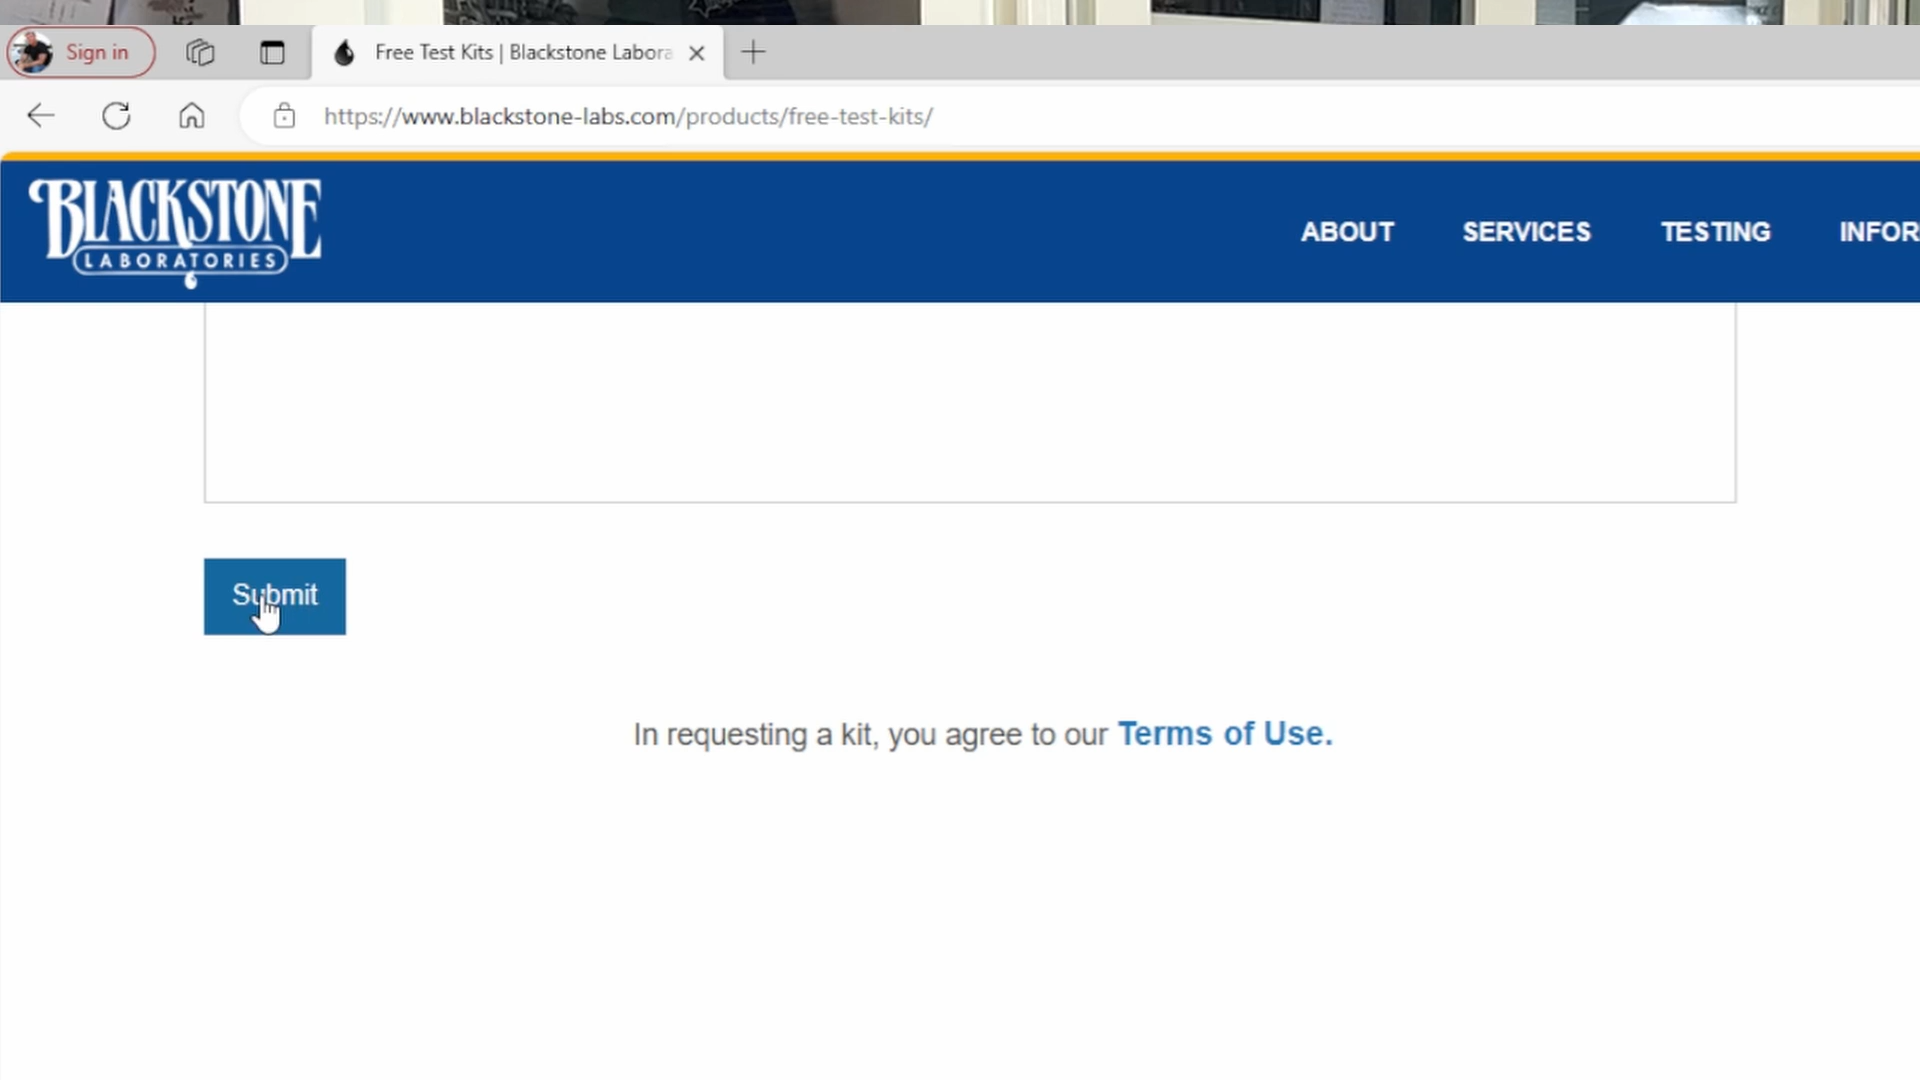 Sign in
Free Test Kits | Blackstone Labora
https://www.blackstone-labs.com/products/free-test-kits/
BLACKSTONE
LABORATORIES
ABOUT SERVICES TESTING INFOR
Submit
In requesting a kit, you agree to our Terms of Use.